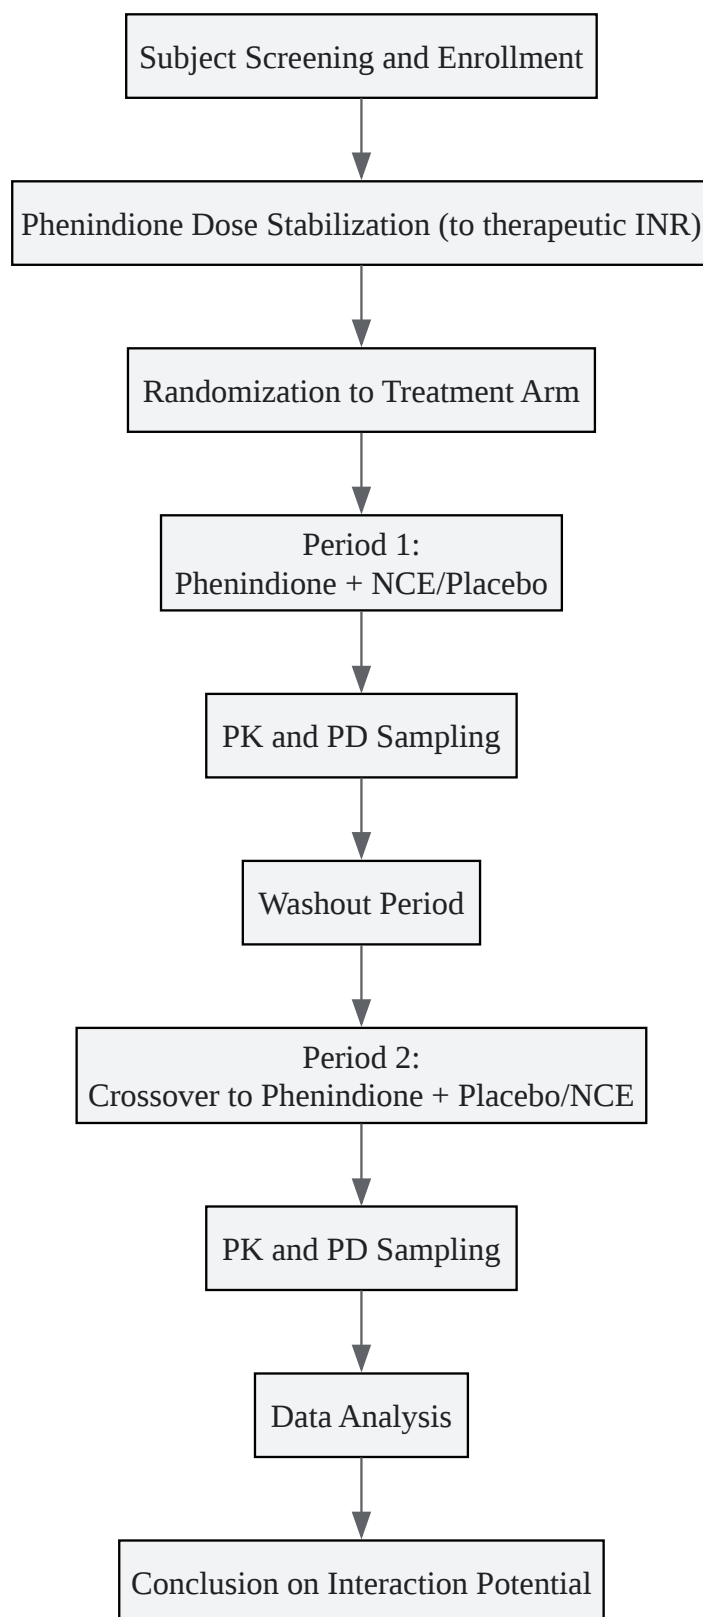 Subject Screening and Enrollment
Phenindione Dose Stabilization (to therapeutic INR)
Randomization to Treatment Arm
Period 1:
Phenindione + NCE/Placebo
PK and PD Sampling
Washout Period
Period 2:
Crossover to Phenindione + Placebo/NCE
PK and PD Sampling
Data Analysis
Conclusion on Interaction Potential